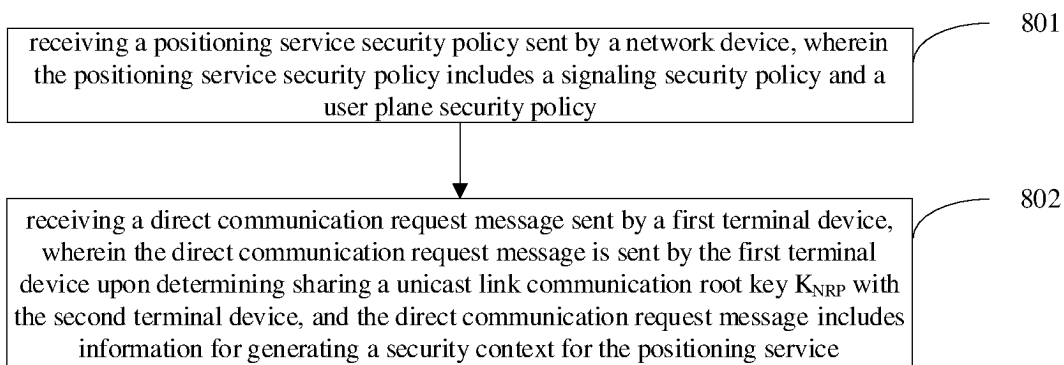 801
receiving a positioning service security policy sent by a network device, wherein
the positioning service security policy includes a signaling security policy and a
user plane security policy
802
receiving a direct communication request message sent by a first terminal device,
wherein the direct communication request message is sent by the first terminal
device upon determining sharing a unicast link communication root key K_NRP with
the second terminal device, and the direct communication request message includes
information for generating a security context for the positioning service